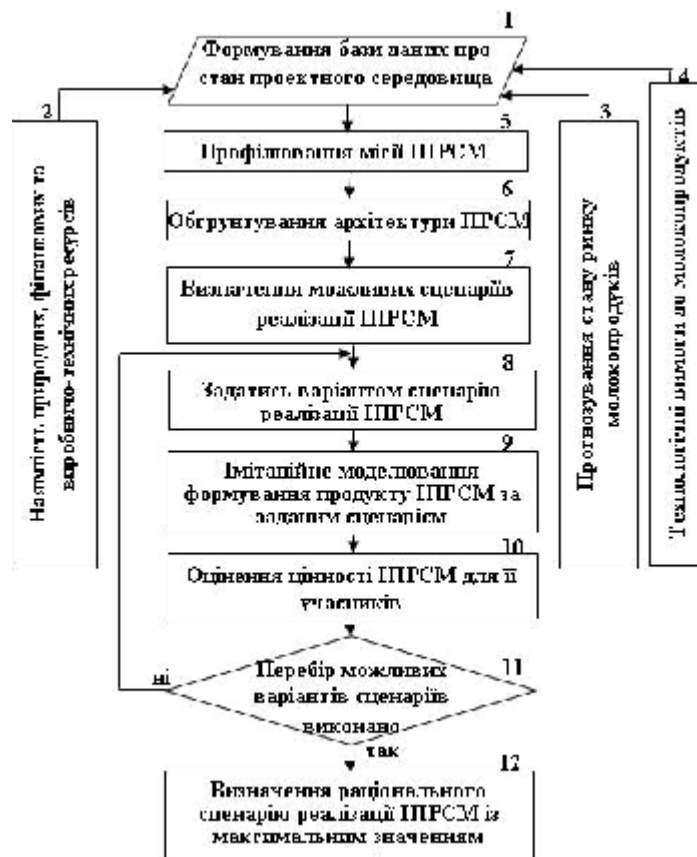 1
Формування бази даних про
стан проектного середовища
2
Наявність природних, фінансових та
виробничо-технічних ресурсів
3
Прогнозування стану ринку
молокопродуків
4
Технологічні вимоги до молокопродуктів
5
Профілювання місії ІПРСМ
6
Обґрунтування архітектури ІПРСМ
7
Визначення можливих сценаріїв
реалізації ІПРСМ
8
Задатись варіантом сценарію
реалізації ІПРСМ
9
Імітаційне моделювання
формування продукту ІПРСМ за
заданим сценарієм
10
Оцінення цінності ІПРСМ для її
учасників
11
Перебір можливих
варіантів сценаріїв
виконано
ні
так
12
Визначення раціонального
сценарію реалізації ІПРСМ із
максимальним значенням